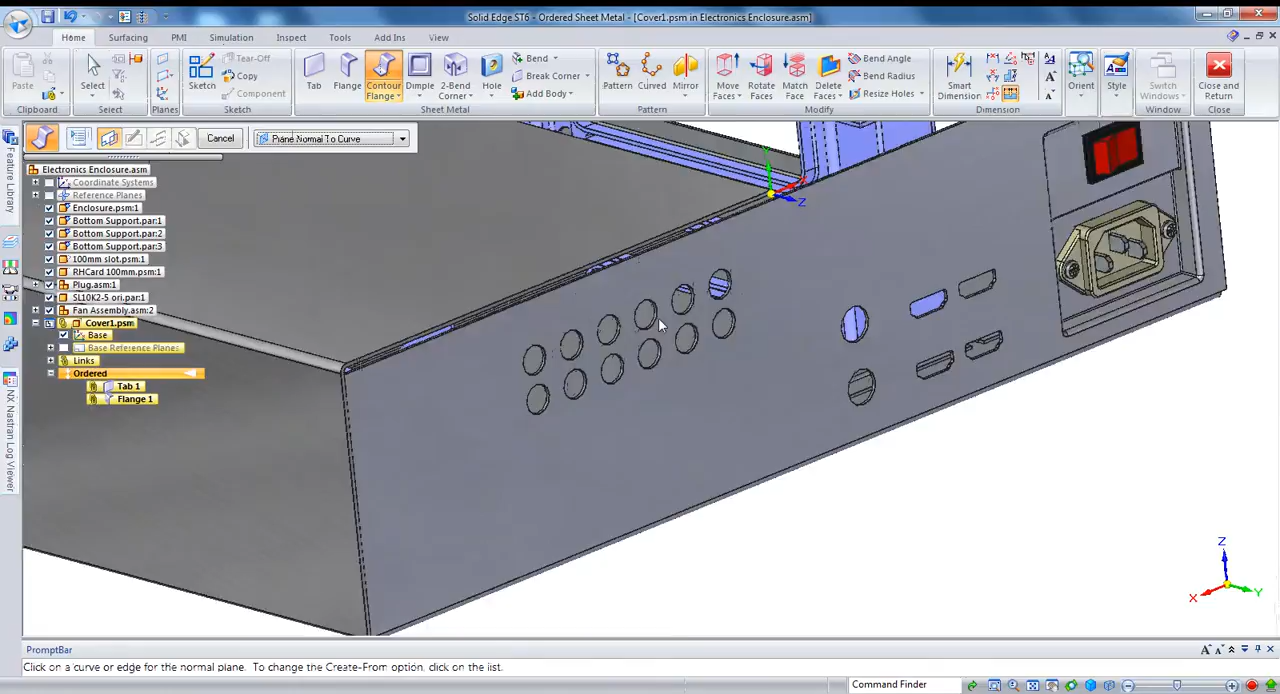 Solid Edge ST6 - Ordered Sheet Metal - [Cover1.psm in Electronics Enclosure.asm]
Home Surfacing PMI Simulation Inspect Tools Add Ins View
Paste
Clipboard
Select
Select
Planes
Sketch
Tear-Off
Copy
Component
Sketch
Tab
Flange
Contour Flange
Dimple
2-Bend Corner
Hole
Bend
Break Corner
Add Body
Sheet Metal
Pattern
Curved
Mirror
Pattern
Move Faces
Rotate Faces
Match Face
Delete Faces
Bend Angle
Bend Radius
Resize Holes
Modify
Smart Dimension
Dimension
Orient
Style
Switch Windows
Window
Close and Return
Close
Cancel
Plane Normal To Curve
Electronics Enclosure.asm
Coordinate Systems
Reference Planes
Enclosure.psm:1
Bottom Support.par:1
Bottom Support.par:2
Bottom Support.par:3
100mm slot.psm:1
RHCard 100mm.psm:1
Plug.asm:1
SL10K2-5 ori.par:1
Fan Assembly.asm:2
Cover1.psm
Base
Base Reference Planes
Links
Ordered
Tab 1
Flange 1
Feature Library
NX Nastran Log Viewer
Z
Z
X
Y
PromptBar
Click on a curve or edge for the normal plane. To change the Create-From option, click on the list.
Command Finder